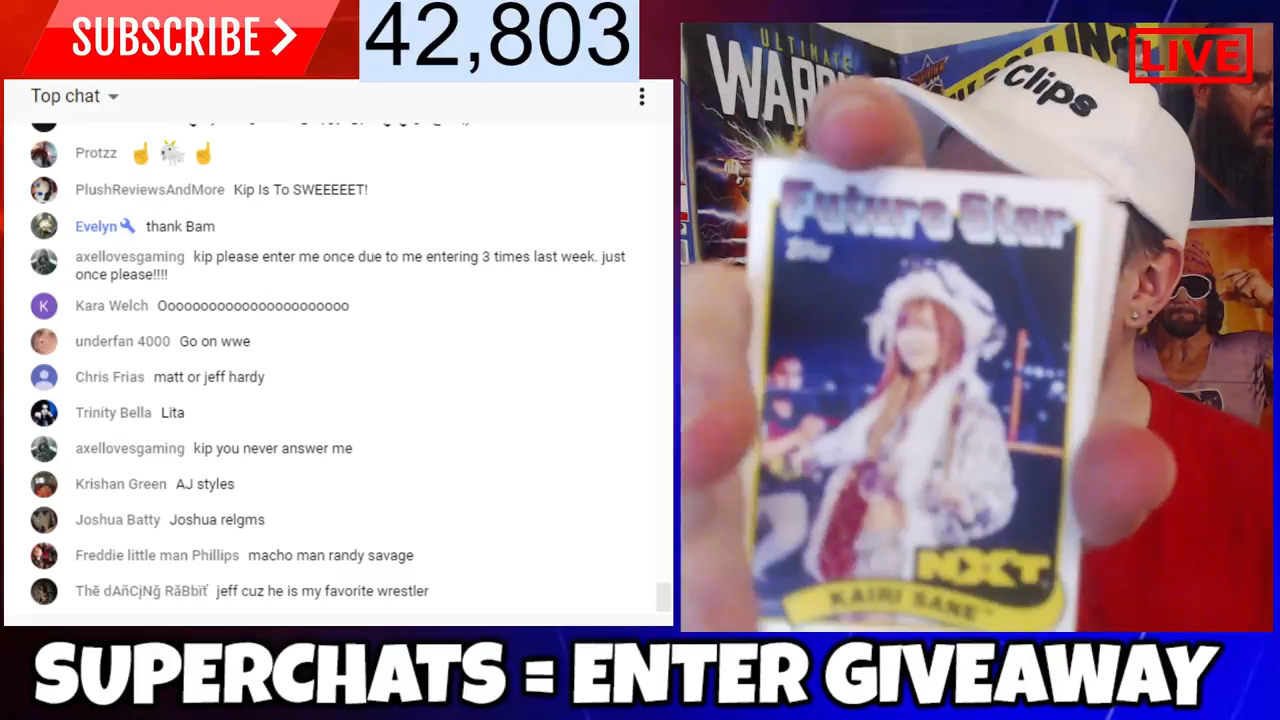 SUBSCRIBE
42,803
Top chat
Protzz
PlushReviewsAndMore Kip Is To SWEEEEET!
Evelyn thank Bam
axellovesgaming kip please enter me once due to me entering 3 times last week. just
once please!!!!
Kara Welch Oooooooooooooooooooooo
underfan 4000 Go on wwe
Chris Frias matt or jeff hardy
Trinity Bella Lita
axellovesgaming kip you never answer me
Krishan Green AJ styles
Joshua Batty Joshua relgms
Freddie little man Phillips macho man randy savage
Thē dAñCįNğ RăBbïť jeff cuz he is my favorite wrestler
ULTIMATE
LIVE
Clips
Future Star
Topps
NXT
KAIRI SANE
SUPERCHATS = ENTER GIVEAWAY